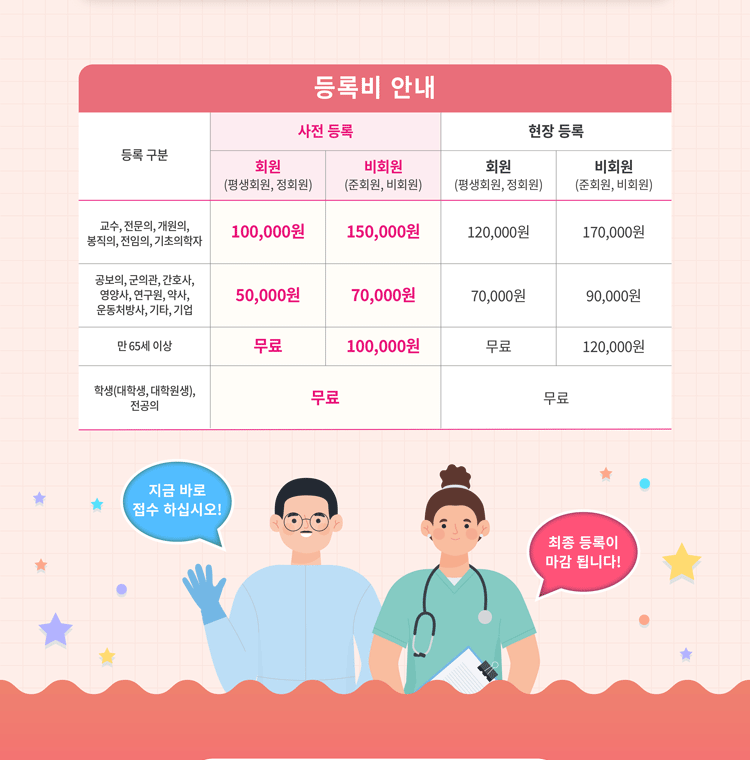 등록비 안내
등록 구분
사전 등록
현장 등록
회원
(평생회원, 정회원)
비회원
(준회원, 비회원)
회원
(평생회원, 정회원)
비회원
(준회원, 비회원)
교수, 전문의, 개원의,
봉직의, 전임의, 기초의학자
100,000원
150,000원
120,000원
170,000원
공보의, 군의관, 간호사,
영양사, 연구원, 약사,
운동처방사, 기타, 기업
50,000원
70,000원
70,000원
90,000원
만 65세 이상
무료
100,000원
무료
120,000원
학생(대학생, 대학원생),
전공의
무료
무료
지금 바로
접수 하십시오!
최종 등록이
마감 됩니다!